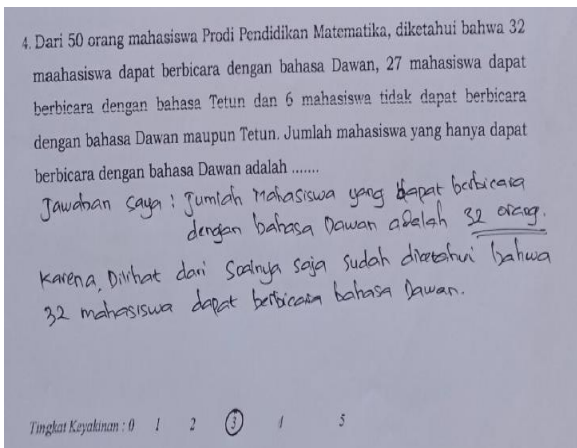 4. Dari 50 orang mahasiswa Prodi Pendidikan Matematika, diketahui bahwa 32
maahasiswa dapat berbicara dengan bahasa Dawan, 27 mahasiswa dapat
berbicara dengan bahasa Tetun dan 6 mahasiswa tidak dapat berbicara
dengan bahasa Dawan maupun Tetun. Jumlah mahasiswa yang hanya dapat
berbicara dengan bahasa Dawan adalah .......
Jawaban saya : Jumlah Mahasiswa yang dapat berbicara
dengan bahasa Dawan adalah 32 orang.
Karena, Dilihat dari Soalnya saja sudah diketahui bahwa
32 mahasiswa dapat berbicara bahasa Dawan.
Tingkat Keyakinan : 0 1 2 3 4 5